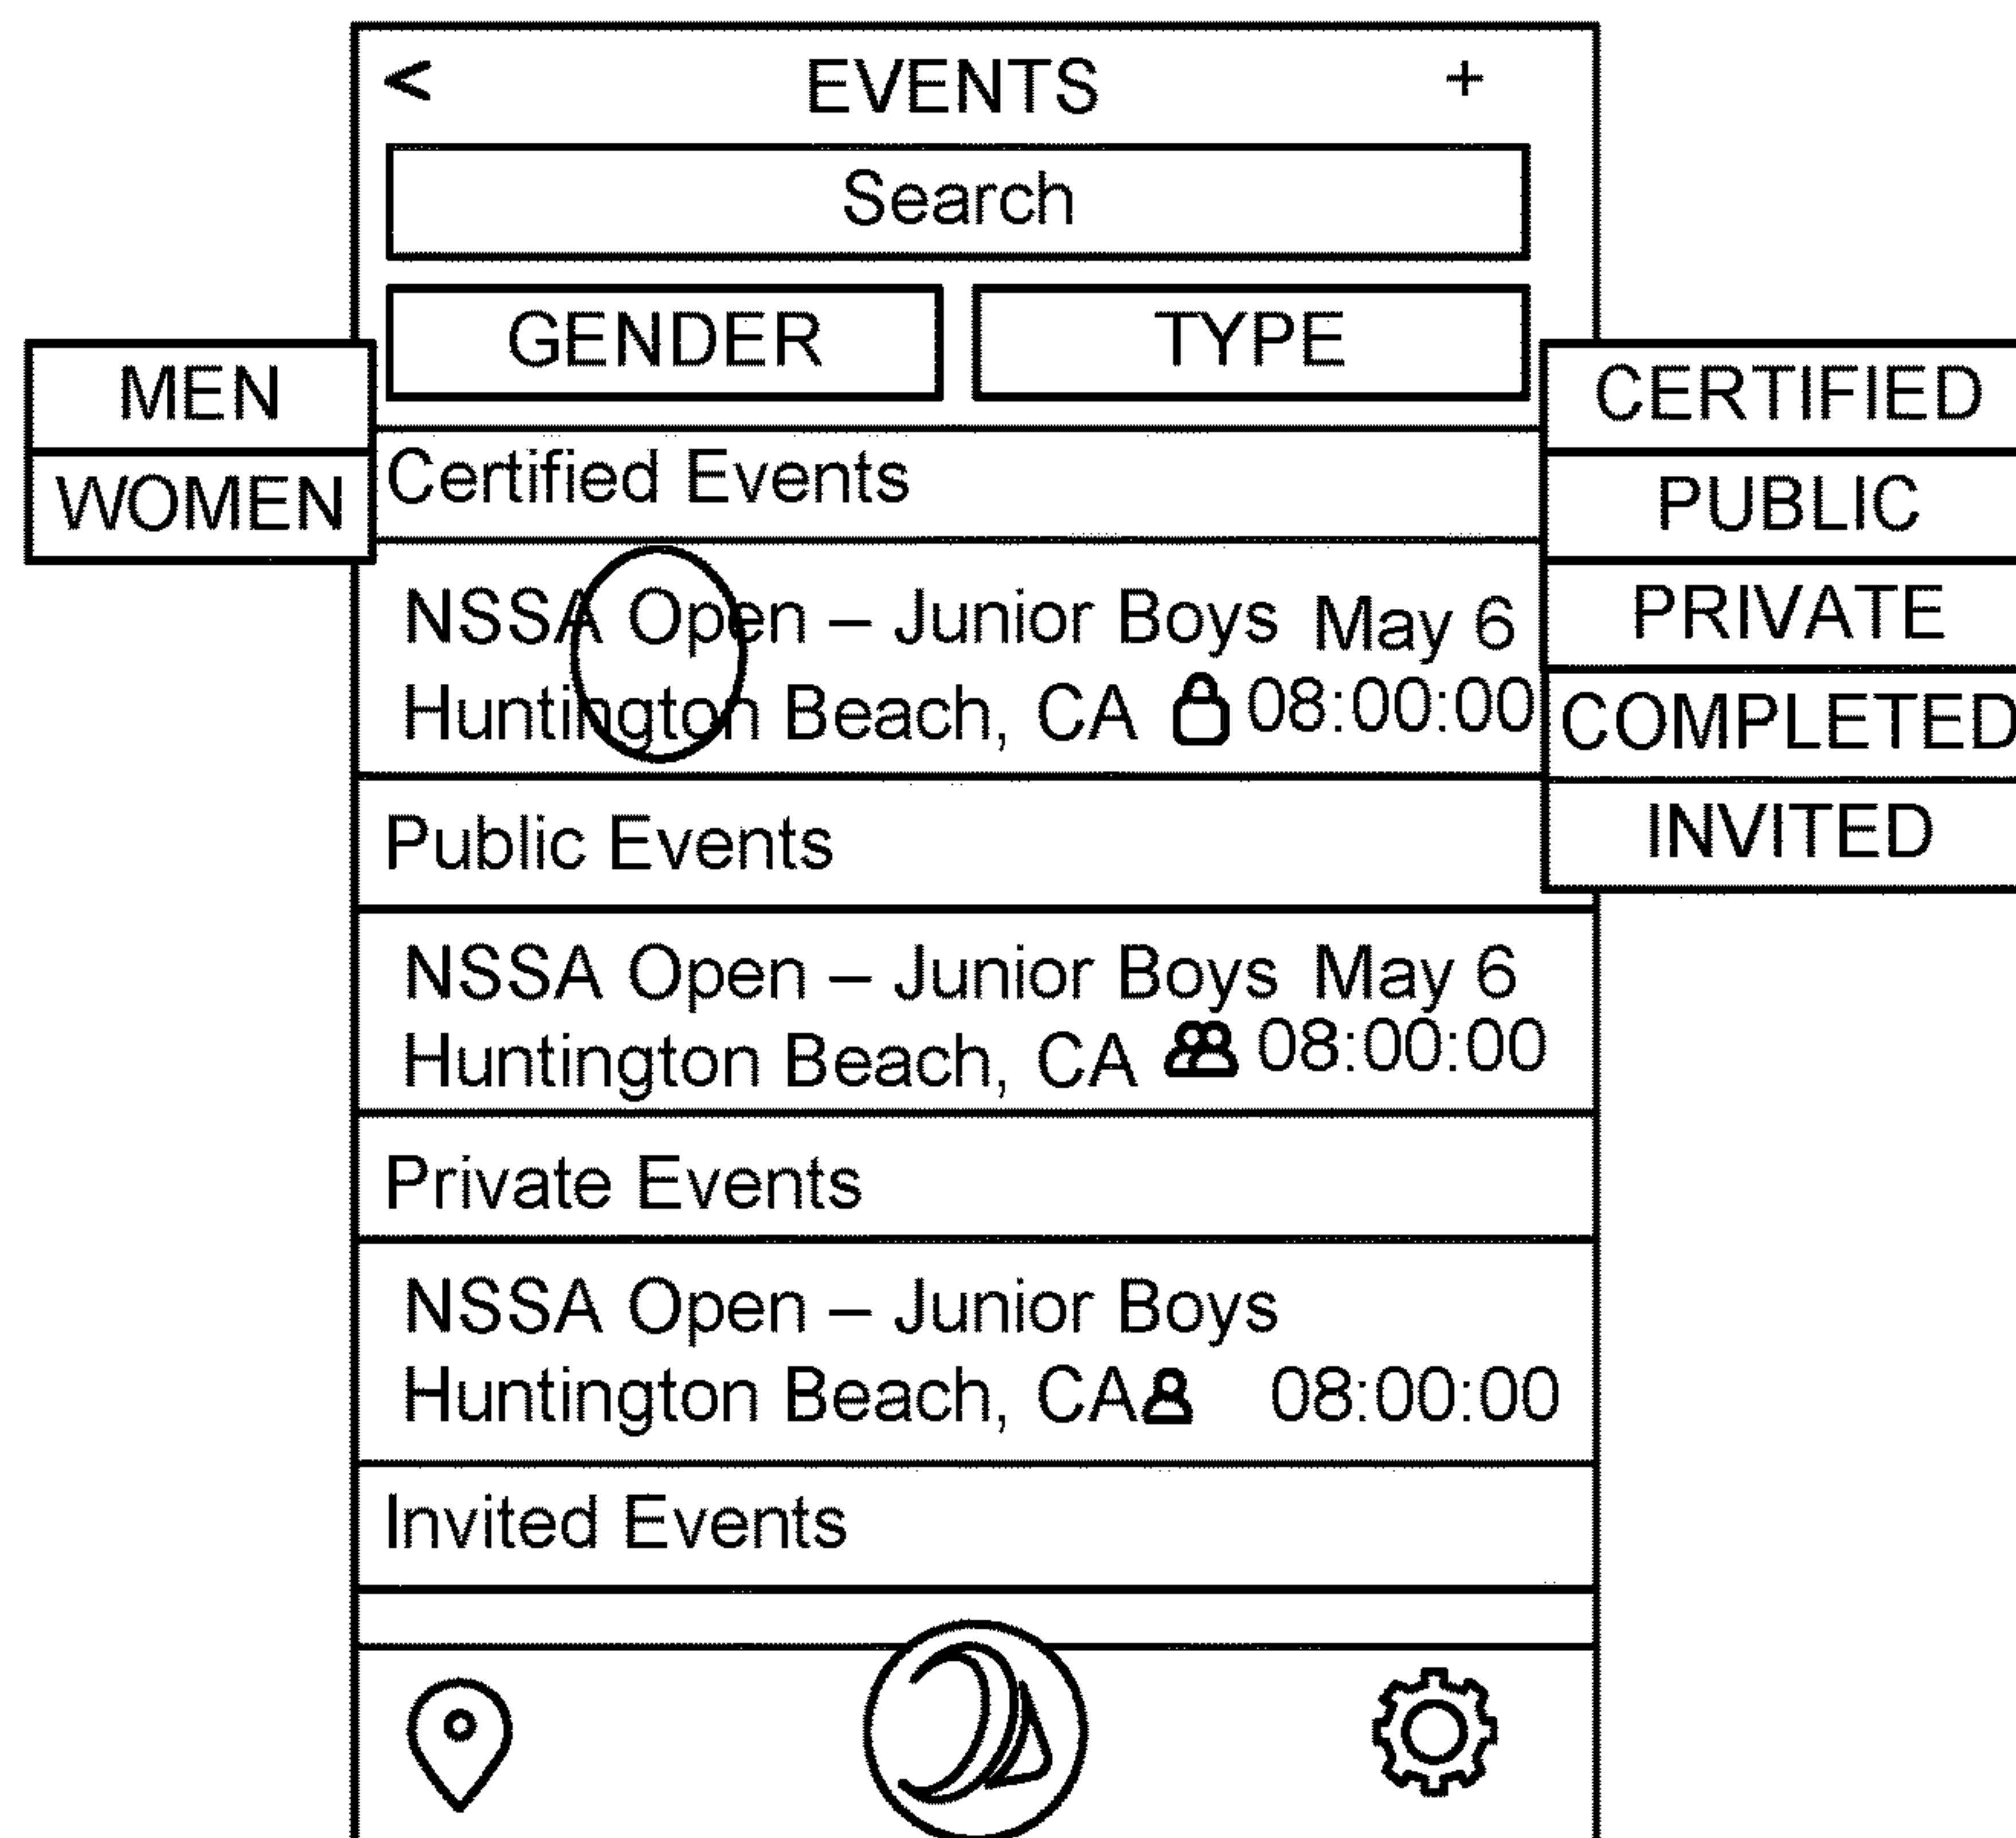 < EVENTS +
Search
GENDER TYPE
MEN
WOMEN
CERTIFIED
PUBLIC
PRIVATE
COMPLETED
INVITED
Certified Events
NSSA Open – Junior Boys May 6
Huntington Beach, CA 08:00:00
Public Events
NSSA Open – Junior Boys May 6
Huntington Beach, CA 08:00:00
Private Events
NSSA Open – Junior Boys
Huntington Beach, CA 08:00:00
Invited Events